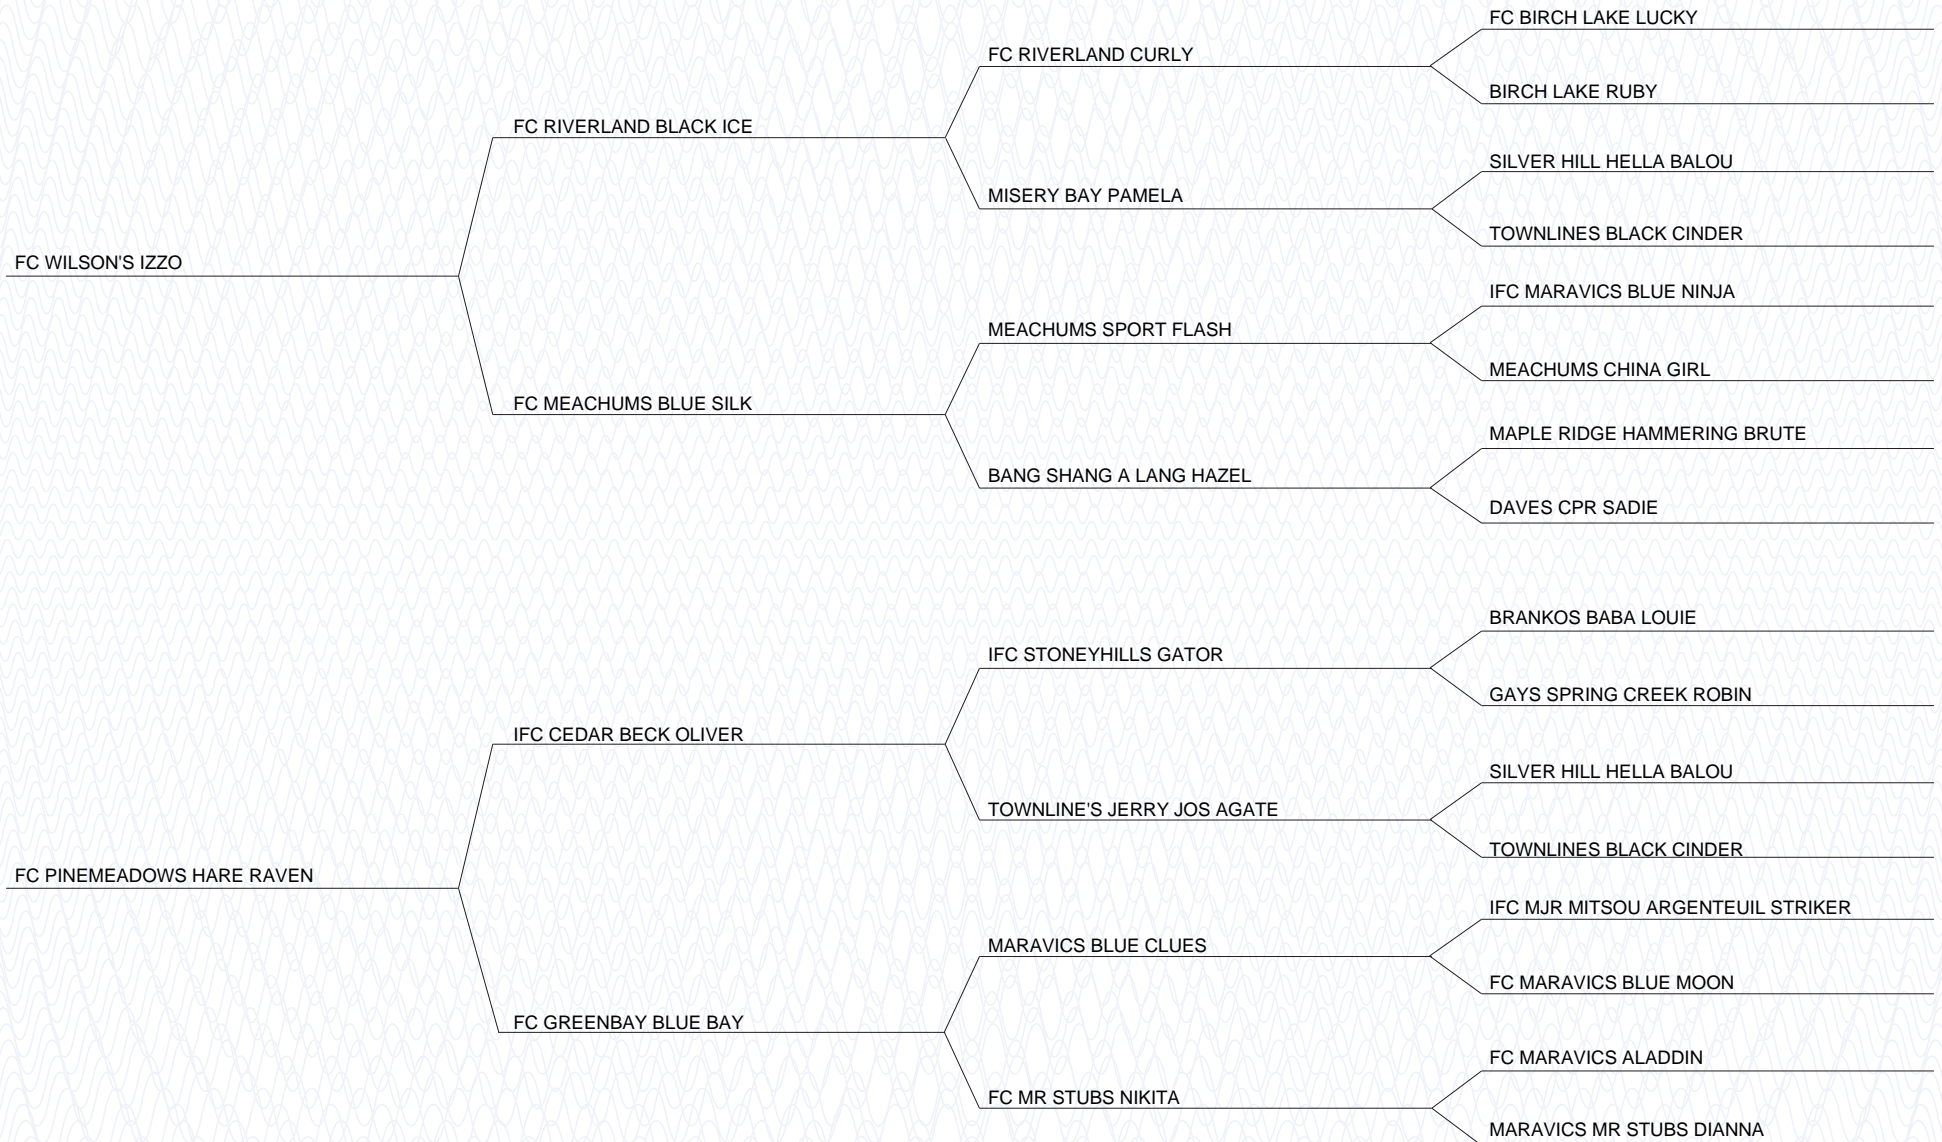 FC BIRCH LAKE LUCKY
FC RIVERLAND CURLY
BIRCH LAKE RUBY
FC RIVERLAND BLACK ICE
SILVER HILL HELLA BALOU
MISERY BAY PAMELA
TOWNLINES BLACK CINDER
FC WILSON'S IZZO
IFC MARAVICS BLUE NINJA
MEACHUMS SPORT FLASH
MEACHUMS CHINA GIRL
FC MEACHUMS BLUE SILK
MAPLE RIDGE HAMMERING BRUTE
BANG SHANG A LANG HAZEL
DAVES CPR SADIE
BRANKOS BABA LOUIE
IFC STONEYHILLS GATOR
GAYS SPRING CREEK ROBIN
IFC CEDAR BECK OLIVER
SILVER HILL HELLA BALOU
TOWNLINE'S JERRY JOS AGATE
TOWNLINES BLACK CINDER
FC PINEMEADOWS HARE RAVEN
IFC MJR MITSOU ARGENTEUIL STRIKER
MARAVICS BLUE CLUES
FC MARAVICS BLUE MOON
FC GREENBAY BLUE BAY
FC MARAVICS ALADDIN
FC MR STUBS NIKITA
MARAVICS MR STUBS DIANNA